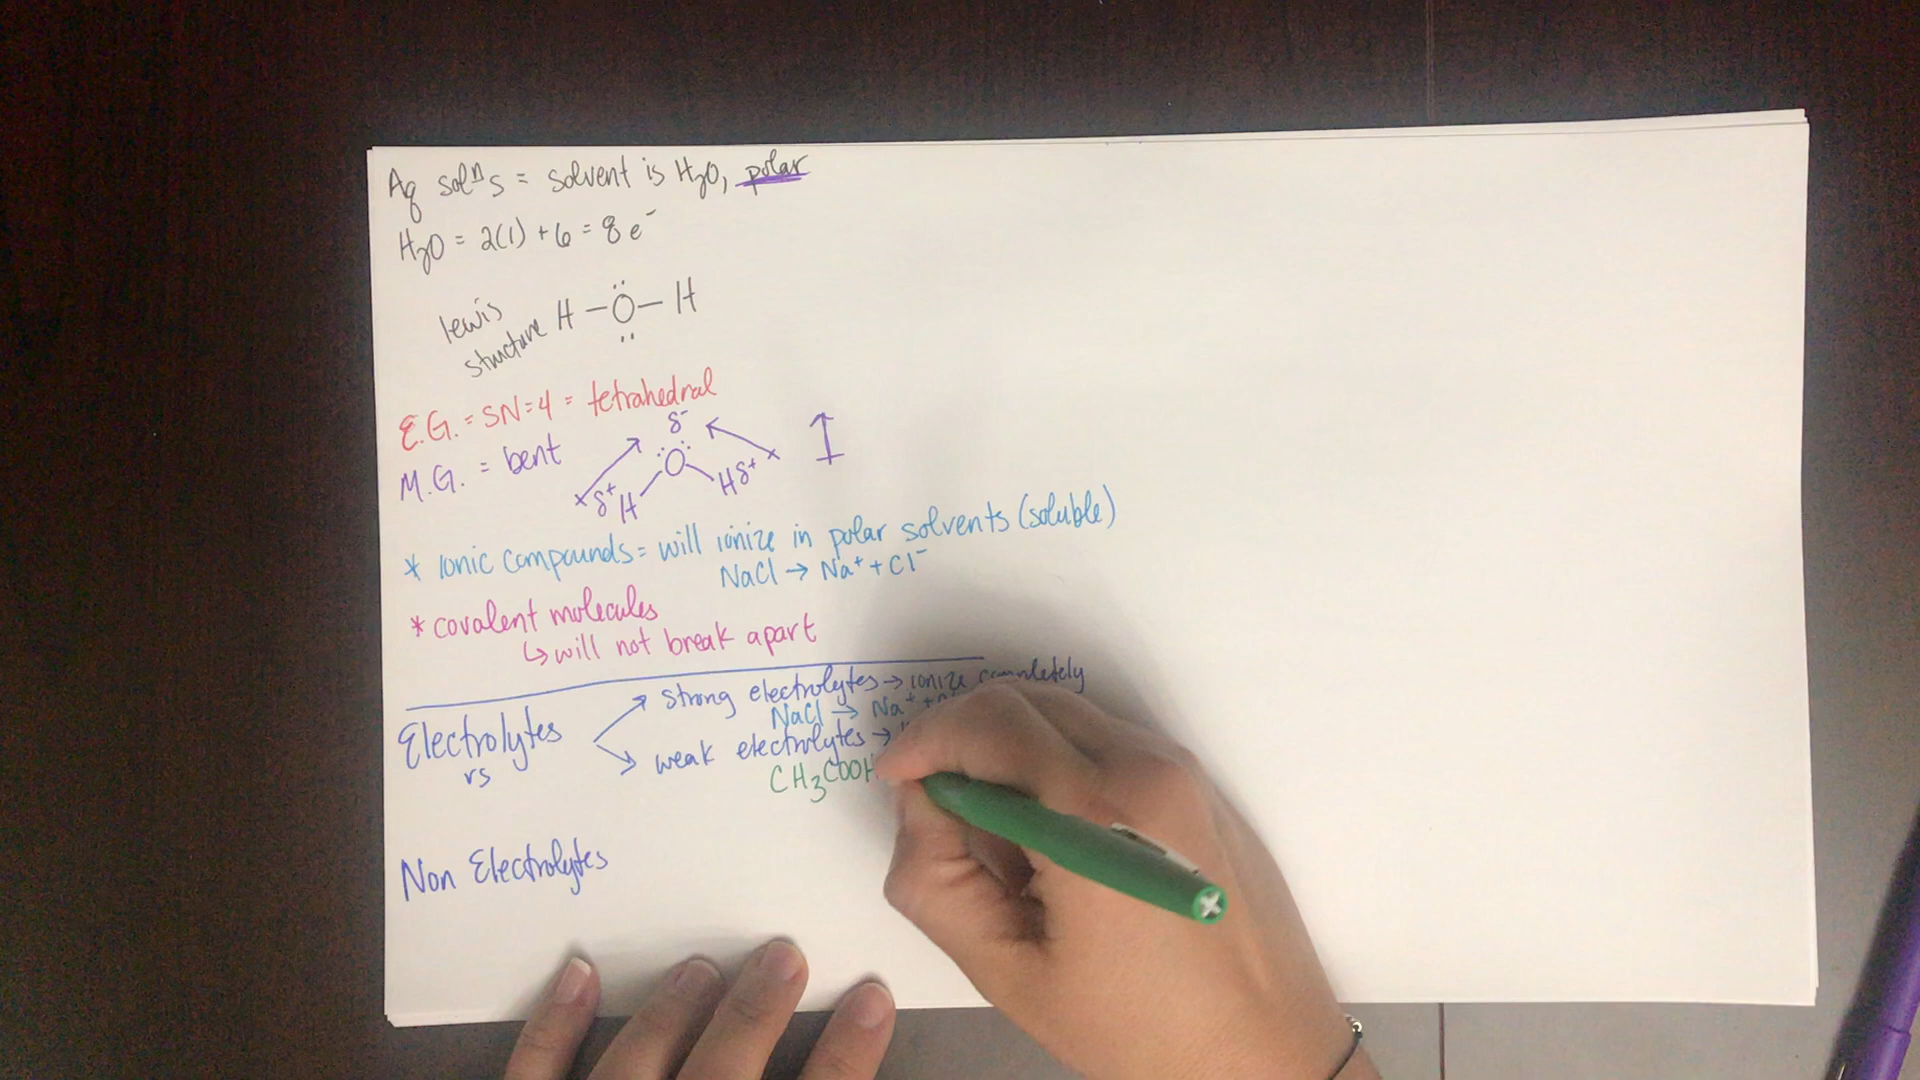 Aq solⁿs = solvent is H₂O, polar
H₂O = 2(1) + 6 = 8 e⁻
lewis structure H – Ö – H
E.G. = SN = 4 = tetrahedral
δ⁻
M.G. = bent
O
δ⁺ H
H δ⁺
* Ionic compounds = will ionize in polar solvents (soluble)
NaCl → Na⁺ + Cl⁻
* covalent molecules
↳ will not break apart
strong electrolytes → ionize completely
NaCl → Na⁺ +
Electrolytes
vs
weak electrolytes →
CH₃COOH
Non Electrolytes